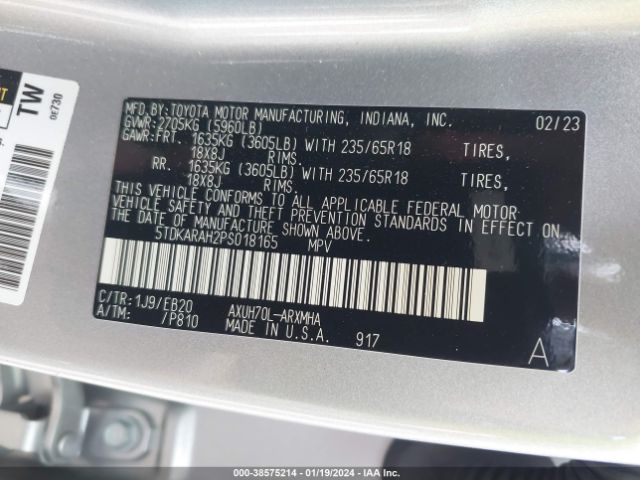 TW
0E730
MFD.BY:TOYOTA MOTOR MANUFACTURING, INDIANA, INC. 02/23
GVWR:2705KG (5960LB)
GAWR:FRT. 1635KG (3605LB) WITH 235/65R18 TIRES,
18X8J RIMS.
RR. 1635KG (3605LB) WITH 235/65R18 TIRES,
18X8J RIMS.
THIS VEHICLE CONFORMS TO ALL APPLICABLE FEDERAL MOTOR
VEHICLE SAFETY AND THEFT PREVENTION STANDARDS IN EFFECT ON
THE DATE OF MANUFACTURE SHOWN ABOVE.
5TDKARAH2PS018165 MPV
C/TR:1J9/EB20 AXUH70L-ARXMHA
A/TM: /P810 MADE IN U.S.A. 917 A
000-38575214 - 01/19/2024 - IAA Inc.